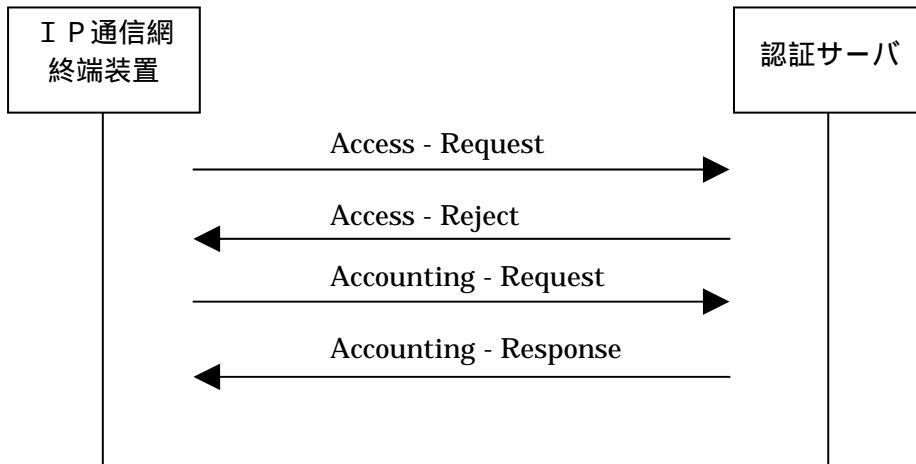 ＩＰ通信網
終端装置
認証サーバ
Access - Request
Access - Reject
Accounting - Request
Accounting - Response